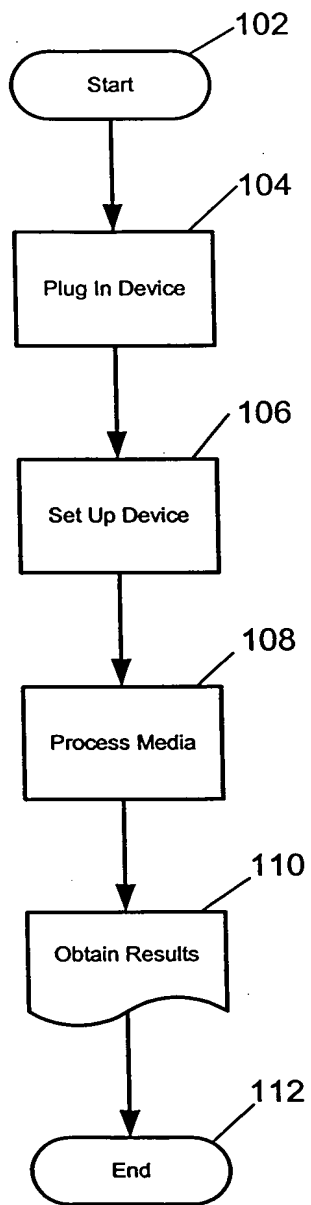 102
Start
104
Plug In Device
106
Set Up Device
108
Process Media
110
Obtain Results
112
End